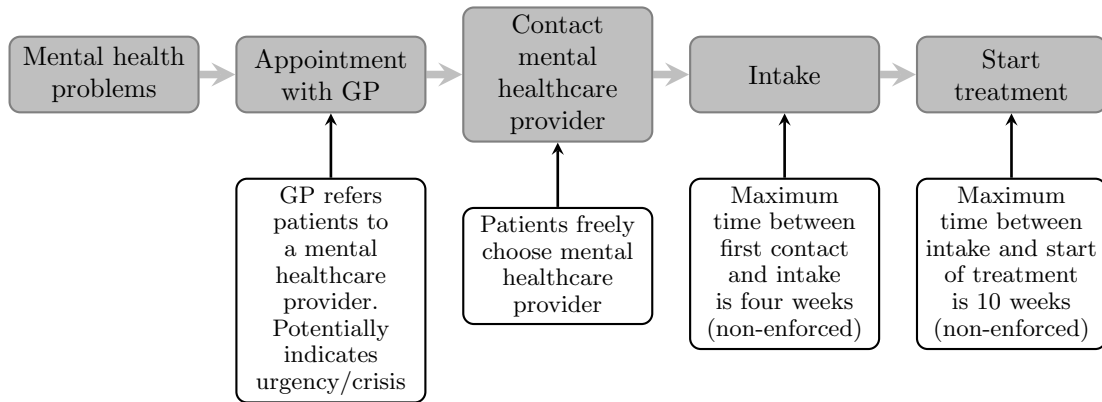 Mental health
problems
Appointment
with GP
Contact
mental
healthcare
provider
Intake
Start
treatment
GP refers
patients to
a mental
healthcare
provider.
Potentially
indicates
urgency/crisis
Patients freely
choose mental
healthcare
provider
Maximum
time between
first contact
and intake
is four weeks
(non-enforced)
Maximum
time between
intake and start
of treatment
is 10 weeks
(non-enforced)